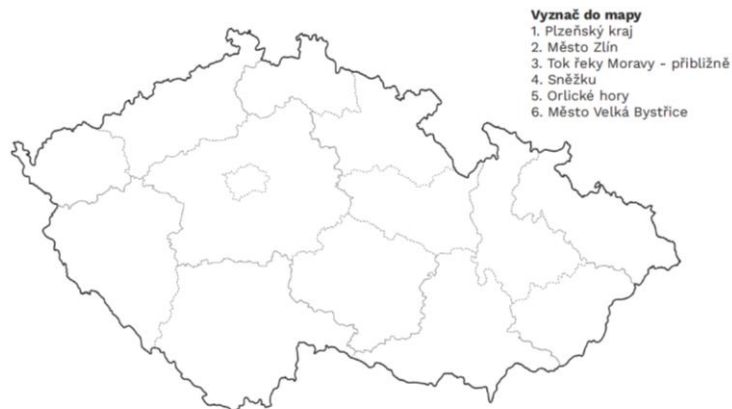 Vyznač do mapy
1. Plzeňský kraj
2. Město Zlín
3. Tok řeky Moravy - přibližně
4. Sněžku
5. Orlické hory
6. Město Velká Bystřice